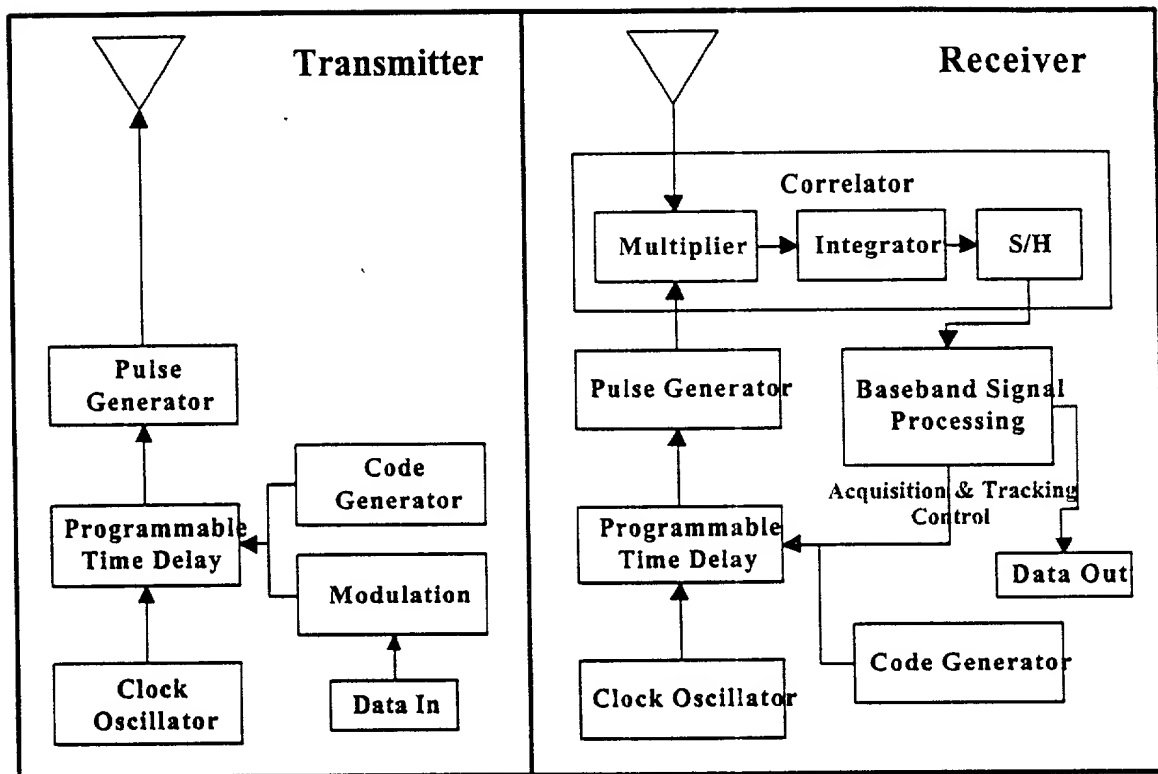 Transmitter
Pulse
Generator
Code
Generator
Programmable
Time Delay
Modulation
Clock
Oscillator
Data In
Receiver
Correlator
Multiplier
Integrator
S/H
Pulse Generator
Baseband Signal
Processing
Acquisition & Tracking
Control
Programmable
Time Delay
Data Out
Code Generator
Clock Oscillator